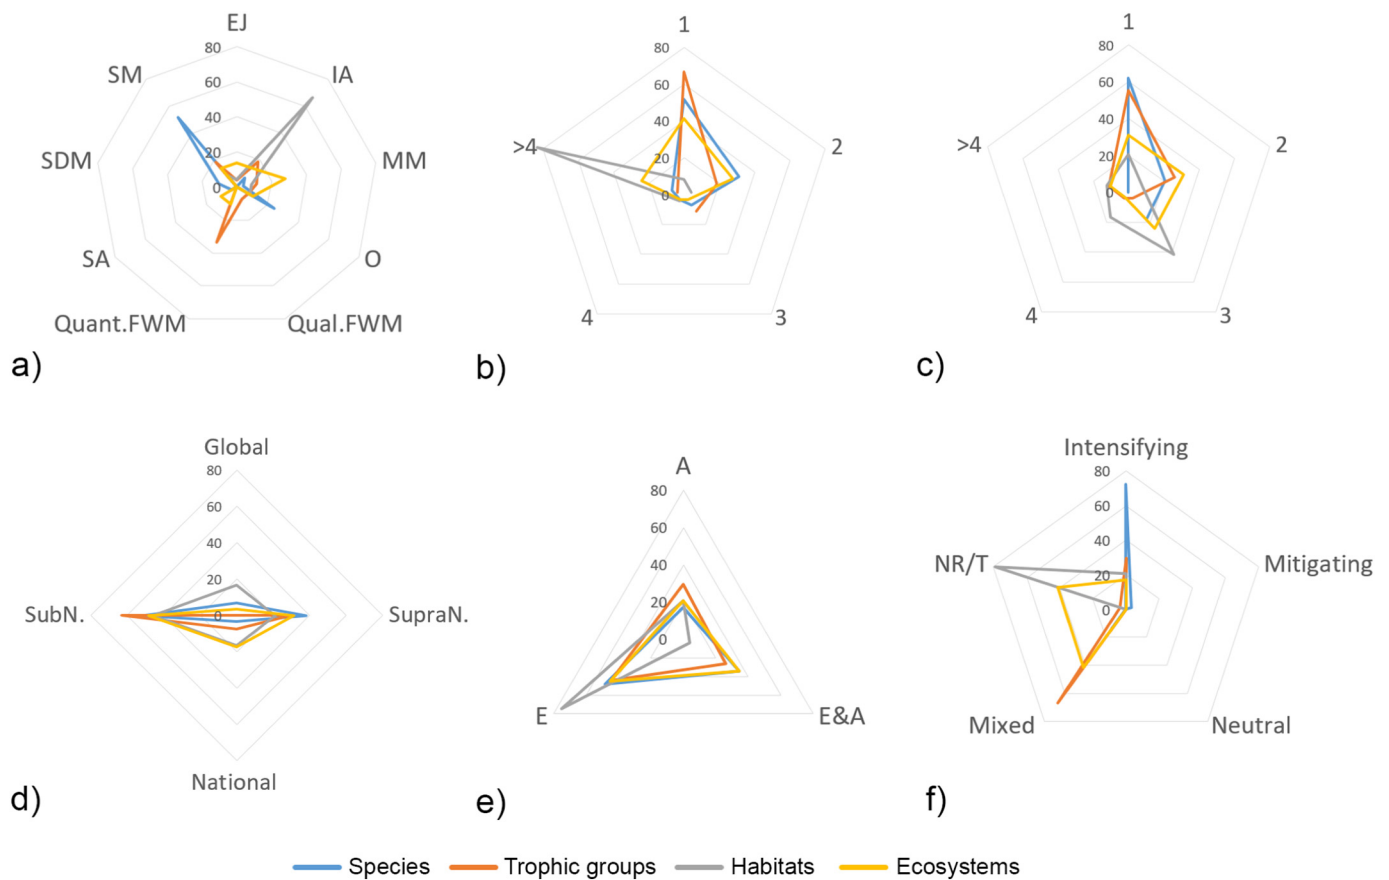 EJ
80
60
40
20
0
IA
MM
O
Qual.FWM
Quant.FWM
SA
SDM
SM
a)
1
80
60
40
20
0
2
3
4
>4
b)
1
80
60
40
20
0
2
3
4
>4
c)
Global
80
60
40
20
0
SupraN.
National
SubN.
d)
A
80
60
40
20
0
E&A
E
e)
Intensifying
80
60
40
20
0
Mitigating
Neutral
Mixed
NR/T
f)
Species Trophic groups Habitats Ecosystems